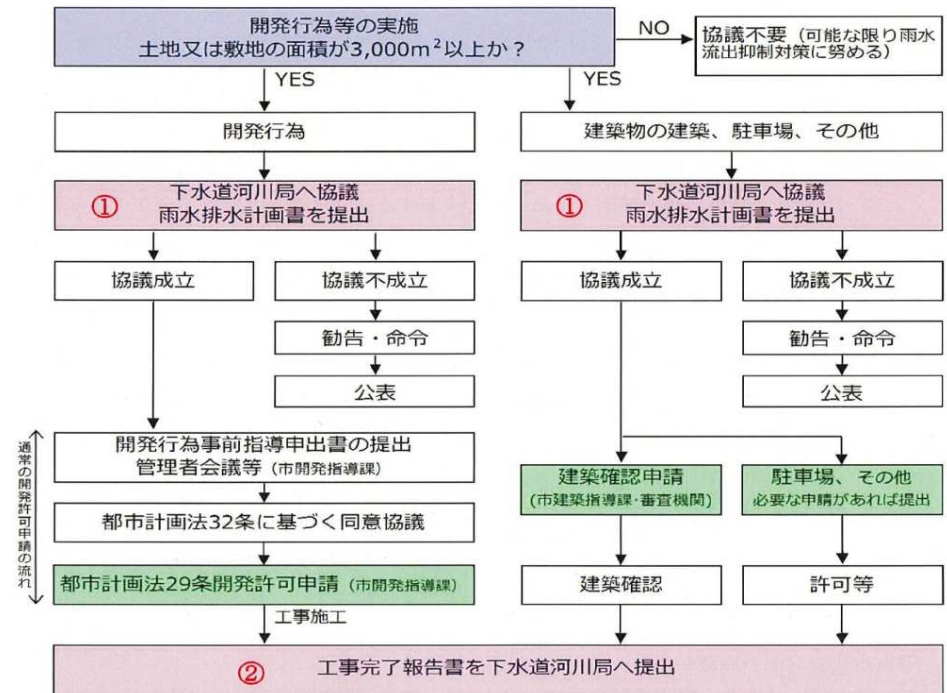 開発行為等の実施
土地又は敷地の面積が3,000m²以上か？
NO
協議不要（可能な限り雨水
流出抑制対策に努める）
YES
YES
開発行為
建築物の建築、駐車場、その他
① 下水道河川局へ協議
雨水排水計画書を提出
① 下水道河川局へ協議
雨水排水計画書を提出
協議成立
協議不成立
協議成立
協議不成立
勧告・命令
勧告・命令
公表
公表
通常の開発許可申請の流れ
開発行為事前指導申出書の提出
管理者会議等（市開発指導課）
建築確認申請
（市建築指導課・審査機関）
駐車場、その他
必要な申請があれば提出
都市計画法32条に基づく同意協議
都市計画法29条開発許可申請（市開発指導課）
建築確認
許可等
工事施工
② 工事完了報告書を下水道河川局へ提出